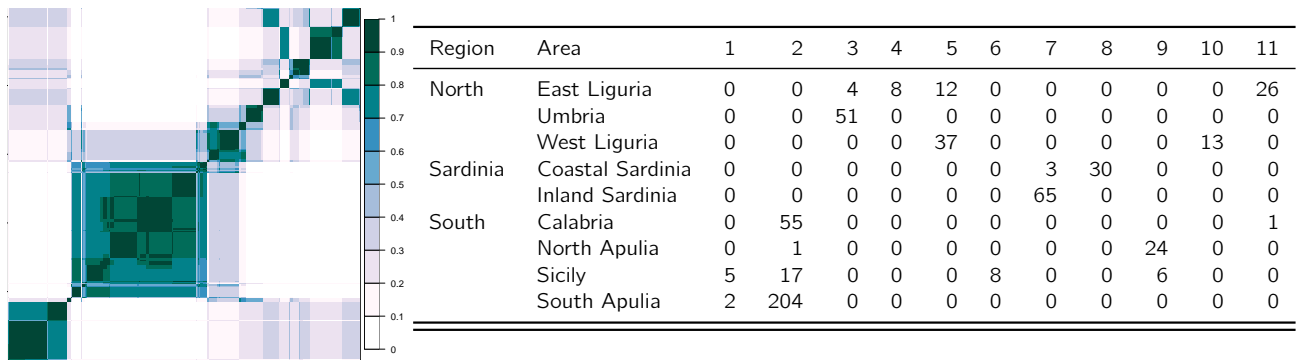 1
0.9
0.8
0.7
0.6
0.5
0.4
0.3
0.2
0.1
0
Region Area 1 2 3 4 5 6 7 8 9 10 11
North East Liguria 0 0 4 8 12 0 0 0 0 0 26
Umbria 0 0 51 0 0 0 0 0 0 0 0
West Liguria 0 0 0 0 37 0 0 0 0 13 0
Sardinia Coastal Sardinia 0 0 0 0 0 0 3 30 0 0 0
Inland Sardinia 0 0 0 0 0 0 65 0 0 0 0
South Calabria 0 55 0 0 0 0 0 0 0 0 1
North Apulia 0 1 0 0 0 0 0 0 24 0 0
Sicily 5 17 0 0 0 8 0 0 6 0 0
South Apulia 2 204 0 0 0 0 0 0 0 0 0